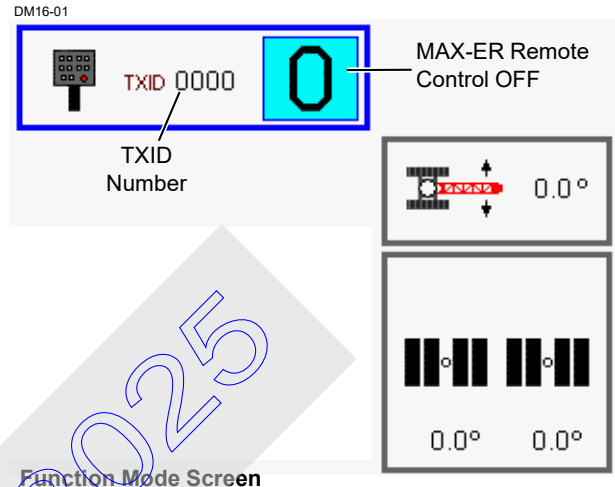 DM16-01
TXID 0000
0
MAX-ER Remote
Control OFF
TXID
Number
0.0°
0.0° 0.0°
2025
Function Mode Screen